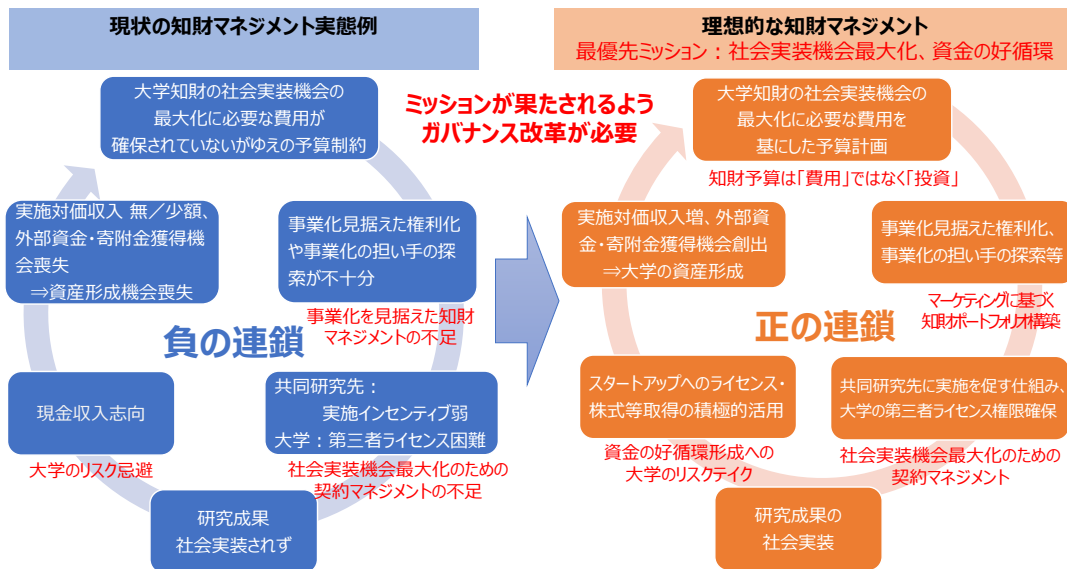 現状の知財マネジメント実態例
大学知財の社会実装機会の
最大化に必要な費用が
確保されていないがゆえの予算制約
実施対価収入 無／少額、
外部資金・寄附金獲得機
会喪失
⇒資産形成機会喪失
事業化見据えた権利化
や事業化の担い手の探
索が不十分
事業化を見据えた知財
マネジメントの不足
負の連鎖
現金収入志向
大学のリスク忌避
共同研究先：
実施インセンティブ弱
大学：第三者ライセンス困難
社会実装機会最大化のための
契約マネジメントの不足
研究成果
社会実装されず
ミッションが果たされるよう
ガバナンス改革が必要
理想的な知財マネジメント
最優先ミッション：社会実装機会最大化、資金の好循環
大学知財の社会実装機会の
最大化に必要な費用を
基にした予算計画
知財予算は「費用」ではなく「投資」
実施対価収入増、外部資
金・寄附金獲得機会創出
⇒大学の資産形成
事業化見据えた権利化、
事業化の担い手の探索等
マーケティングに基づく
知財ポートフォリオ構築
正の連鎖
スタートアップへのライセンス・
株式等取得の積極的活用
資金の好循環形成への
大学のリスクテイク
共同研究先に実施を促す仕組み、
大学の第三者ライセンス権限確保
社会実装機会最大化のための
契約マネジメント
研究成果の
社会実装